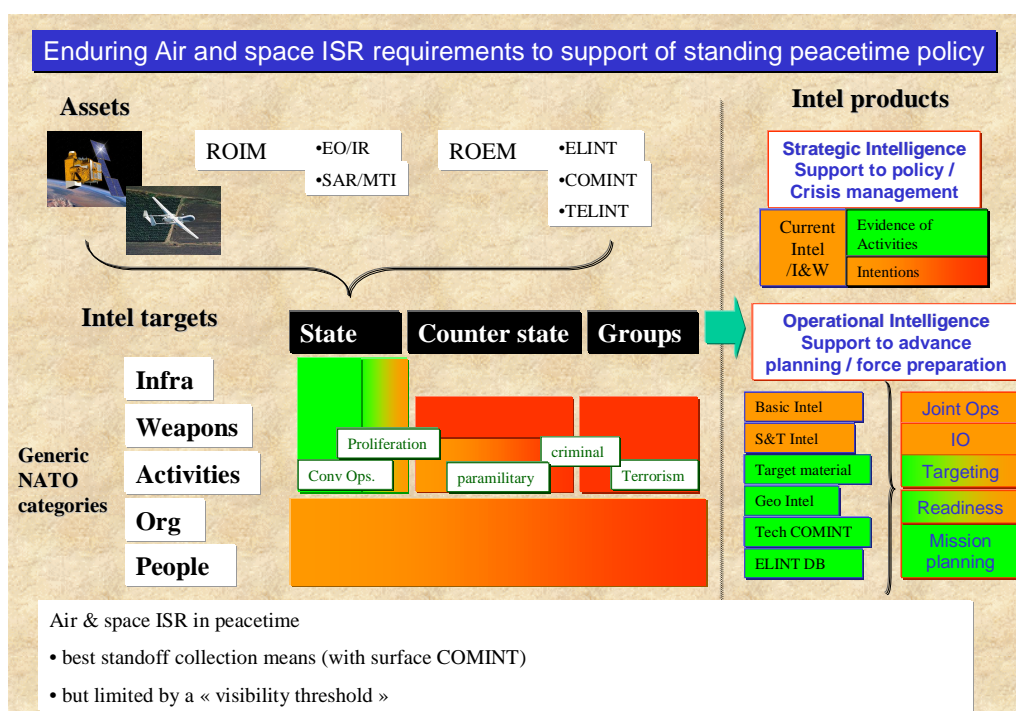 Enduring Air and space ISR requirements to support of standing peacetime policy
Assets
ROIM
•EO/IR
•SAR/MTI
ROEM
•ELINT
•COMINT
•TELINT
Intel products
Strategic Intelligence
Support to policy /
Crisis management
Current
Intel
/I&W
Evidence of
Activities
Intentions
Intel targets
State
Counter state
Groups
Operational Intelligence
Support to advance
planning / force preparation
Generic
NATO
categories
Infra
Weapons
Activities
Org
People
Proliferation
Conv Ops.
paramilitary
criminal
Terrorism
Basic Intel
S&T Intel
Target material
Geo Intel
Tech COMINT
ELINT DB
Joint Ops
IO
Targeting
Readiness
Mission
planning
Air & space ISR in peacetime
• best standoff collection means (with surface COMINT)
• but limited by a « visibility threshold »